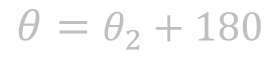 θ = θ₂ + 180